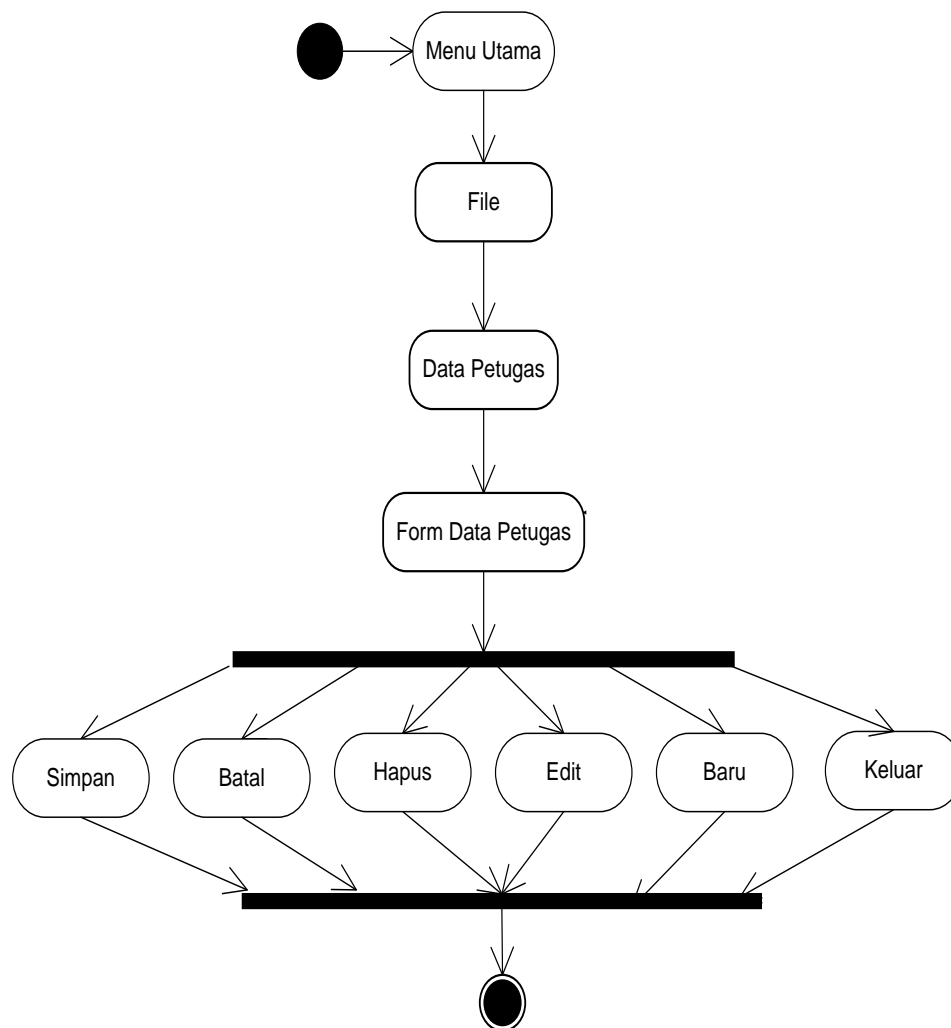 Menu Utama
File
Data Petugas
Form Data Petugas
Simpan
Batal
Hapus
Edit
Baru
Keluar